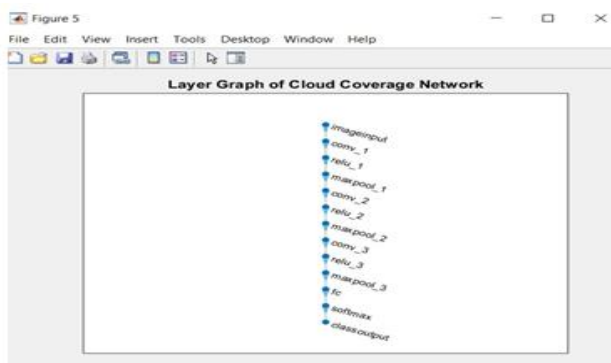 Figure 5
File Edit View Insert Tools Desktop Window Help
Layer Graph of Cloud Coverage Network
imageinput
conv_1
relu_1
maxpool_1
conv_2
relu_2
maxpool_2
conv_3
relu_3
maxpool_3
fc
softmax
classoutput